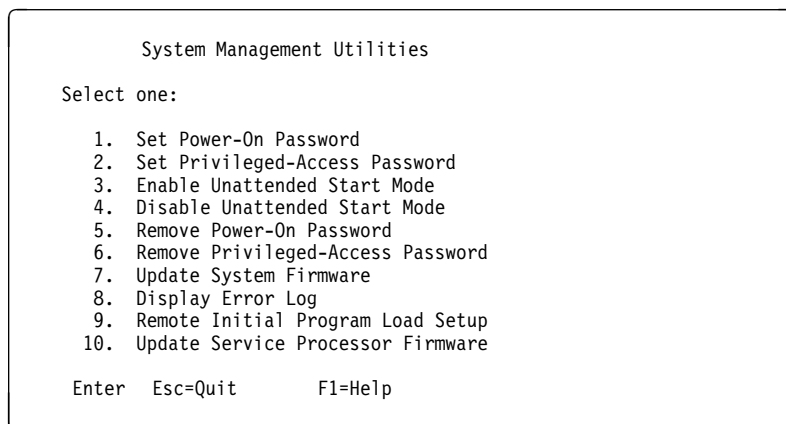 System Management Utilities
Select one:
1. Set Power-On Password
2. Set Privileged-Access Password
3. Enable Unattended Start Mode
4. Disable Unattended Start Mode
5. Remove Power-On Password
6. Remove Privileged-Access Password
7. Update System Firmware
8. Display Error Log
9. Remote Initial Program Load Setup
10. Update Service Processor Firmware
Enter Esc=Quit F1=Help